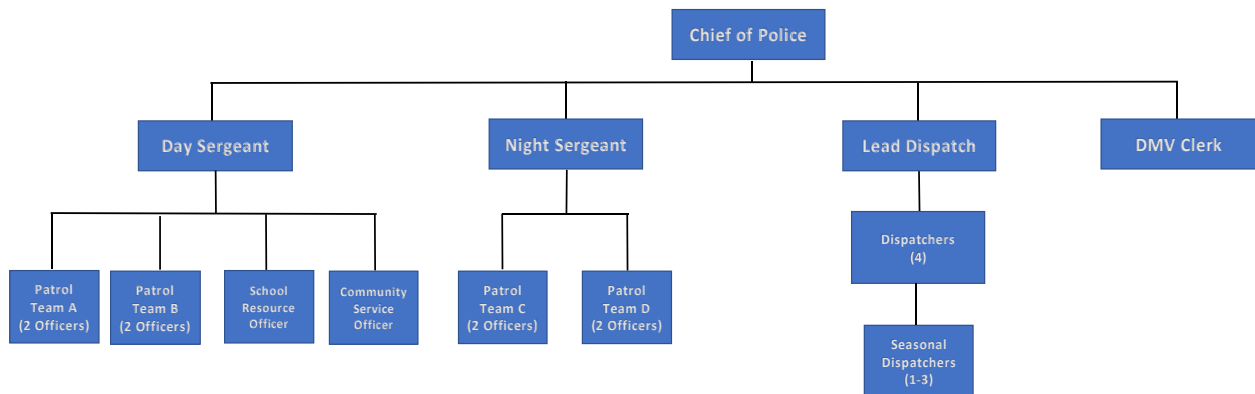 Chief of Police
Day Sergeant
Night Sergeant
Lead Dispatch
DMV Clerk
Patrol
Team A
(2 Officers)
Patrol
Team B
(2 Officers)
School
Resource
Officer
Community
Service
Officer
Patrol
Team C
(2 Officers)
Patrol
Team D
(2 Officers)
Dispatchers
(4)
Seasonal
Dispatchers
(1-3)